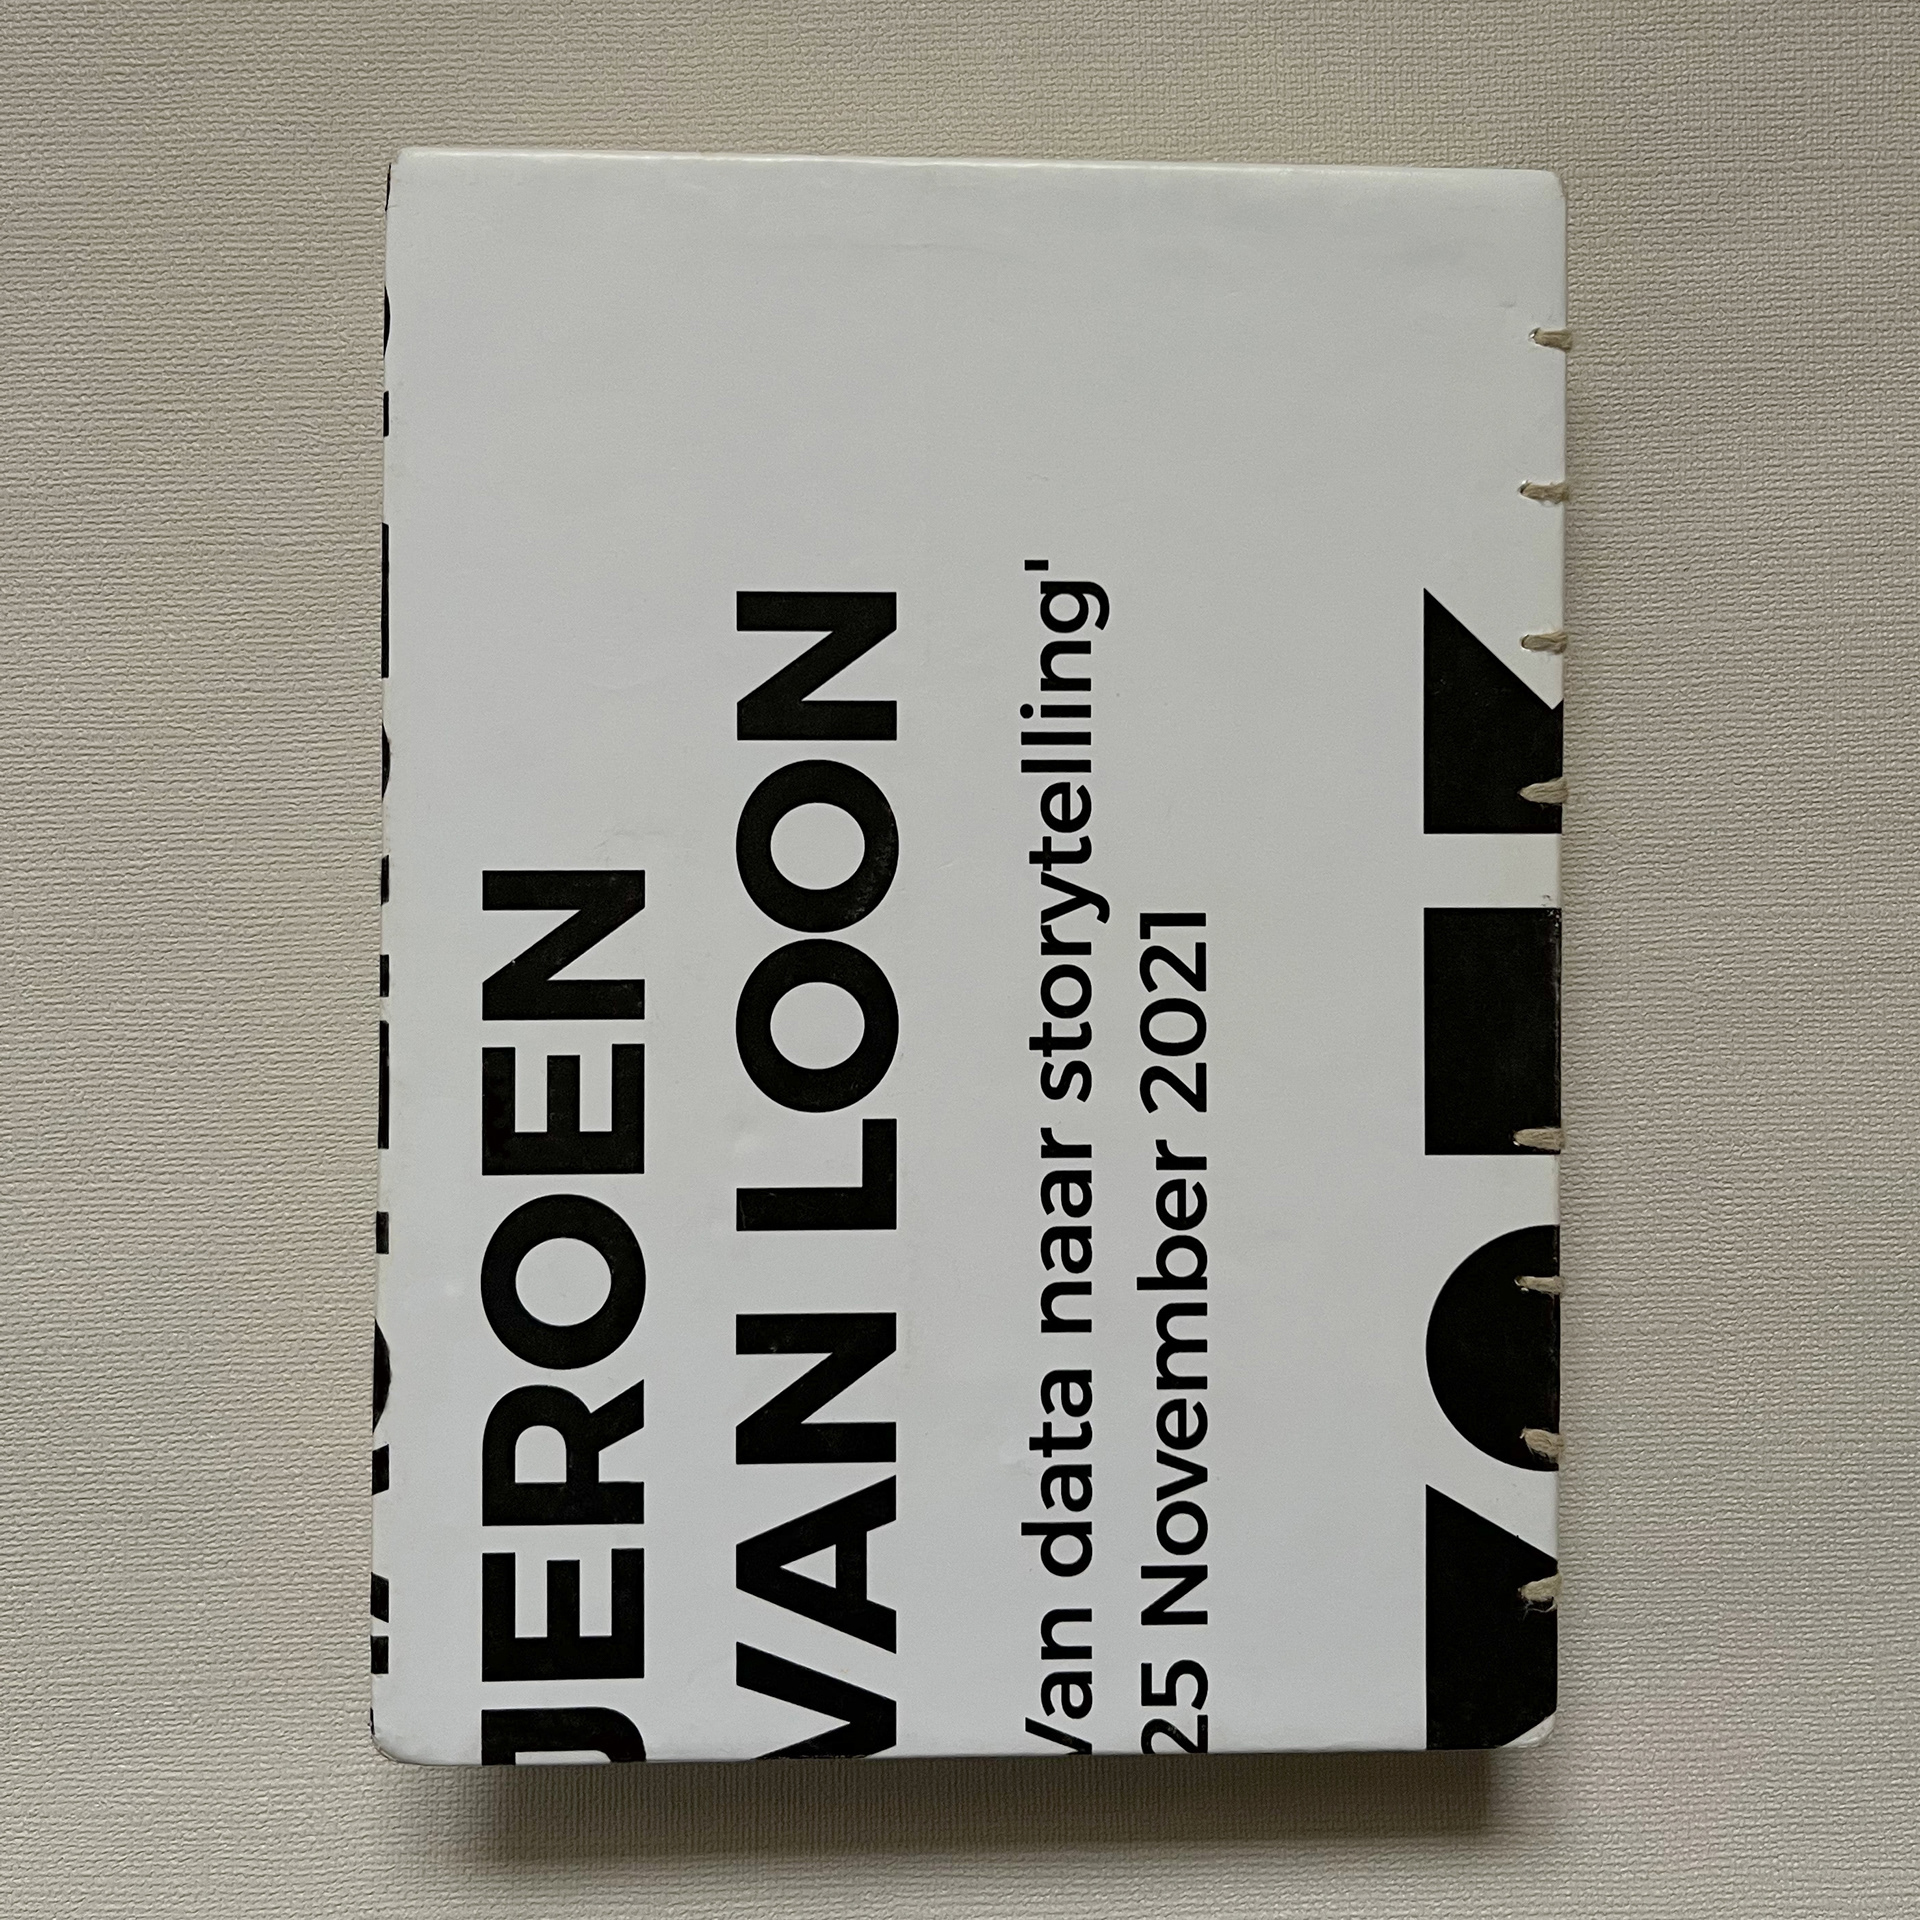 JEROEN
VAN LOON
Van data naar storytelling'
25 November 2021